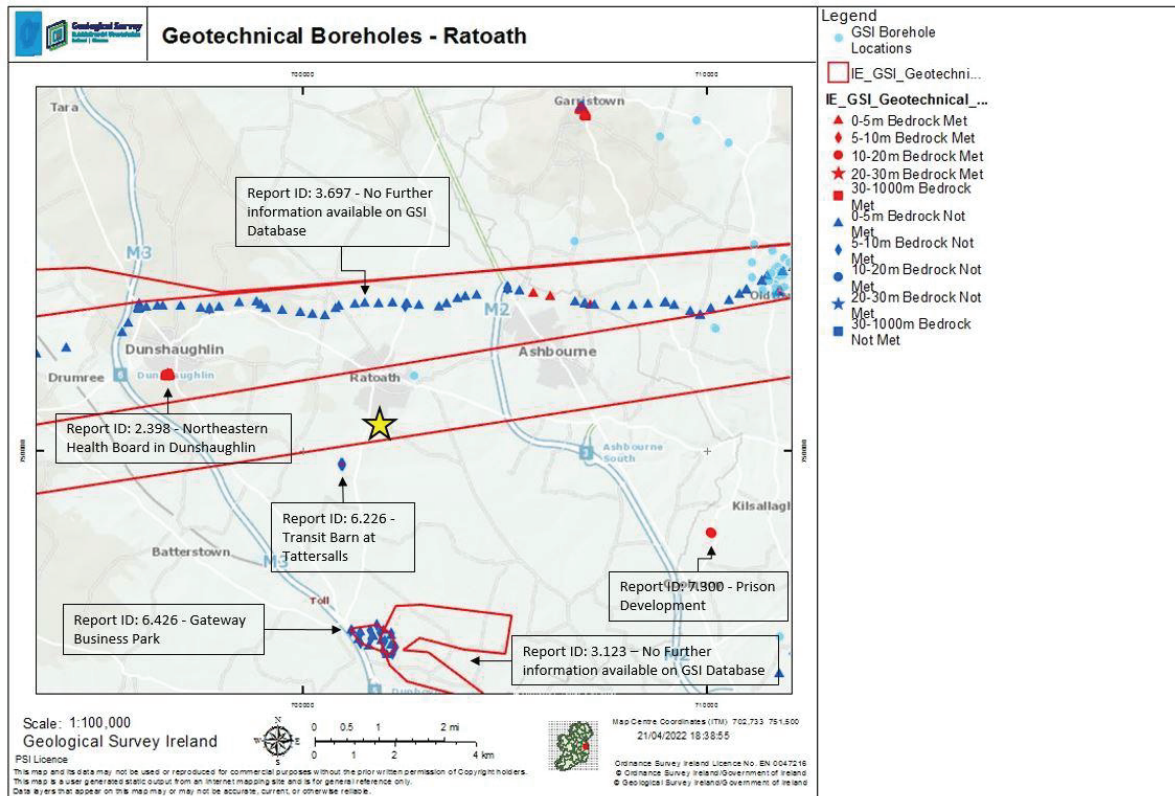 Geological Survey
Geotechnical Boreholes - Ratoath
Legend
GSI Borehole
Locations
IE_GSI_Geotechni...
IE_GSI_Geotechnical_...
0-5m Bedrock Met
5-10m Bedrock Met
10-20m Bedrock Met
20-30m Bedrock Met
30-1000m Bedrock
Met
0-5m Bedrock Not
Met
5-10m Bedrock Not
Met
10-20m Bedrock Not
Met
20-30m Bedrock Not
Met
30-1000m Bedrock
Not Met
700000
710000
Tara
Garristown
Report ID: 3.697 - No Further
information available on GSI
Database
M3
M2
Old
Dunshaughlin
Ashbourne
Drumree
6
Ratoath
Report ID: 2.398 - Northeastern
Health Board in Dunshaughlin
750000
750000
3
Ashbourne
South
Kilsallagh
Report ID: 6.226 -
Transit Barn at
Tattersalls
Batterstown
M3
Toll
Report ID: 7.300 - Prison
Development
Report ID: 6.426 - Gateway
Business Park
Report ID: 3.123 – No Further
information available on GSI Database
M2
5
700000
710000
Scale: 1:100,000
Geological Survey Ireland
PSI Licence
N
W
E
S
0 0.5 1 2 mi
0 1 2 4 km
Map Centre Coordinates (ITM) 702,733 751,500
21/04/2022 18:38:55
Ordnance Survey Ireland Licence No. EN 0047216
© Ordnance Survey Ireland/Government of Ireland
© Geological Survey Ireland/Government of Ireland
This map and its data may not be used or reproduced for commercial purposes without the prior written permission of Copyright holders.
This map is a user generated static output from an Internet mapping site and is for general reference only.
Data layers that appear on this map may or may not be accurate, current, or otherwise reliable.